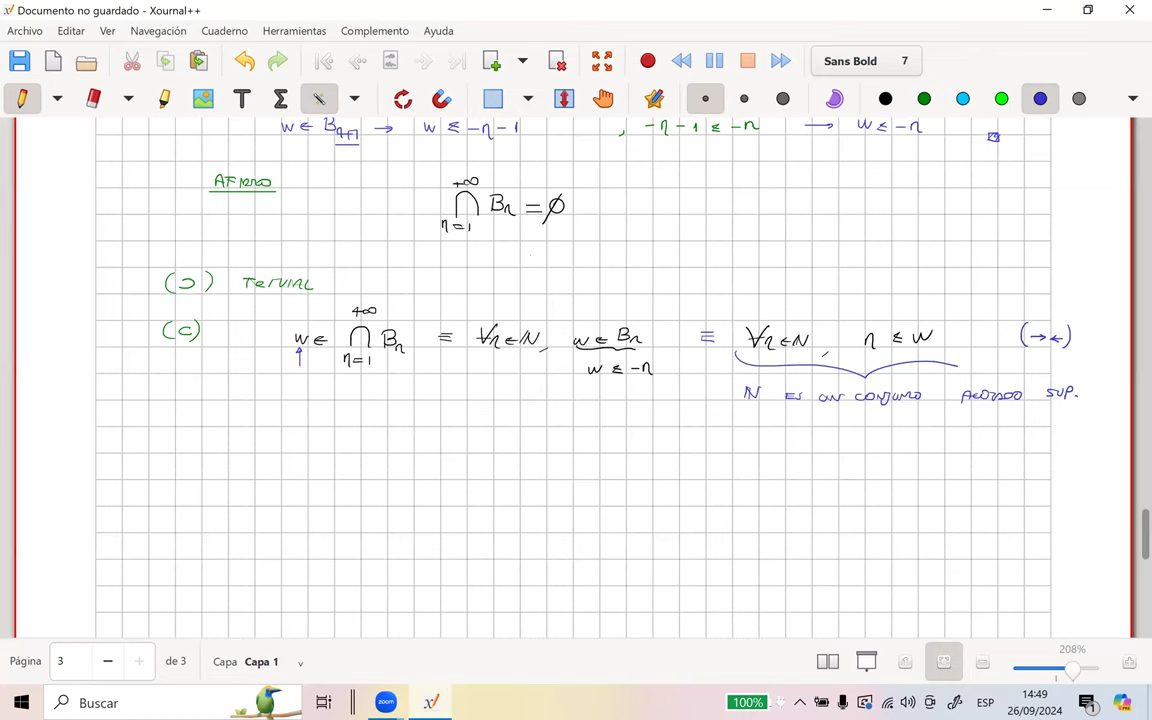 Documento no guardado - Xournal++
Archivo Editar Ver Navegación Cuaderno Herramientas Complemento Ayuda
Sans Bold 7
w ∈ B_{n+1} → w ≤ -n-1 , -n-1 ≤ -n → w ≤ -n
AFIRMO
+∞
⋂ B_n = ∅
n=1
(⊃) TRIVIAL
+∞
(⊂) w ∈ ⋂ B_n ≡ ∀n∈N, w ∈ B_n ≡ ∀n∈N, n ≤ w (→←)
n=1 w ≤ -n
N ES UN CONJUNTO ACOTADO SUP.
Página 3 de 3 Capa Capa 1 208%
Buscar zoom 100% ESP 14:49
26/09/2024 1